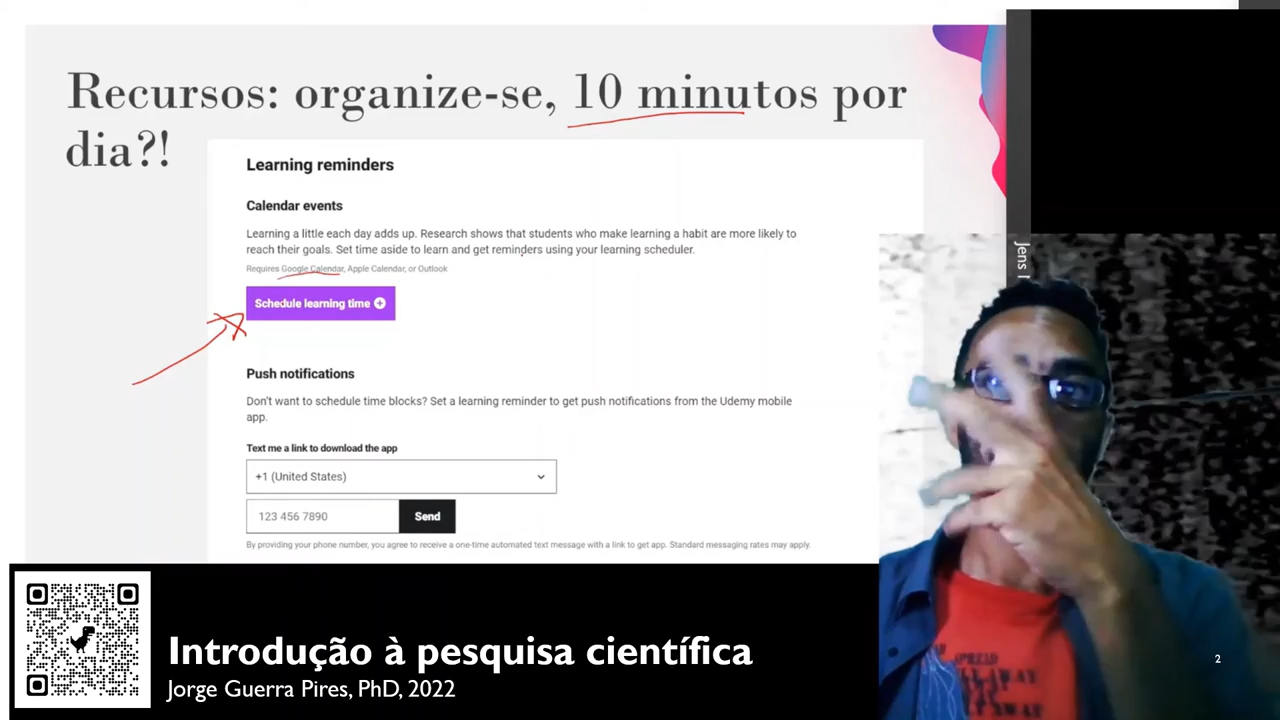 Recursos: organize-se, 10 minutos por
dia?!
Learning reminders
Calendar events
Learning a little each day adds up. Research shows that students who make learning a habit are more likely to
reach their goals. Set time aside to learn and get reminders using your learning scheduler.
Requires Google Calendar, Apple Calendar, or Outlook
Schedule learning time
Push notifications
Don't want to schedule time blocks? Set a learning reminder to get push notifications from the Udemy mobile
app.
Text me a link to download the app
+1 (United States)
123 456 7890
Send
By providing your phone number, you agree to receive a one-time automated text message with a link to get app. Standard messaging rates may apply.
Jens
SPREAD
Introdução à pesquisa científica
Jorge Guerra Pires, PhD, 2022
2